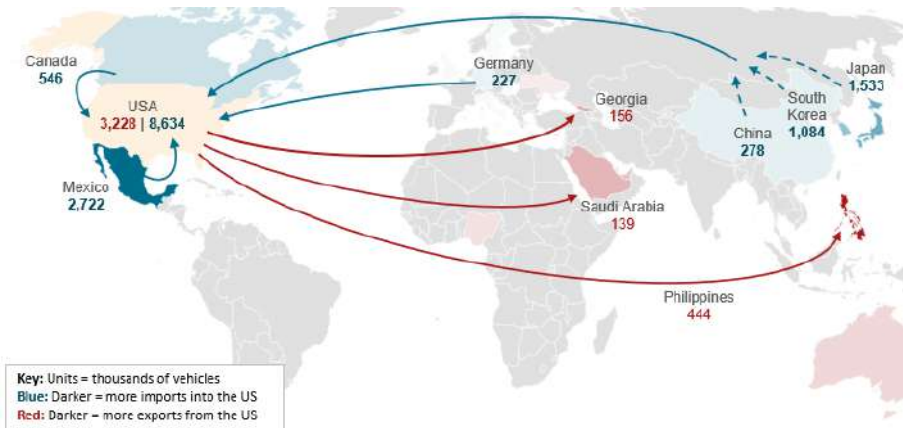 Canada
546
USA
3,228 | 8,634
Mexico
2,722
Germany
227
Georgia
156
Saudi Arabia
139
China
278
South
Korea
1,084
Japan
1,533
Philippines
444
Key: Units = thousands of vehicles
Blue: Darker = more imports into the US
Red: Darker = more exports from the US